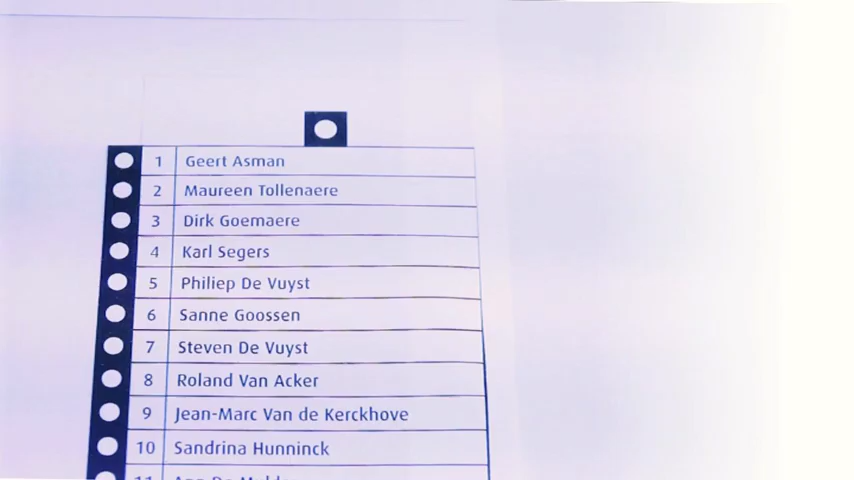 1 Geert Asman
2 Maureen Tollenaere
3 Dirk Goemaere
4 Karl Segers
5 Philiep De Vuyst
6 Sanne Goossen
7 Steven De Vuyst
8 Roland Van Acker
9 Jean-Marc Van de Kerckhove
10 Sandrina Hunninck
11